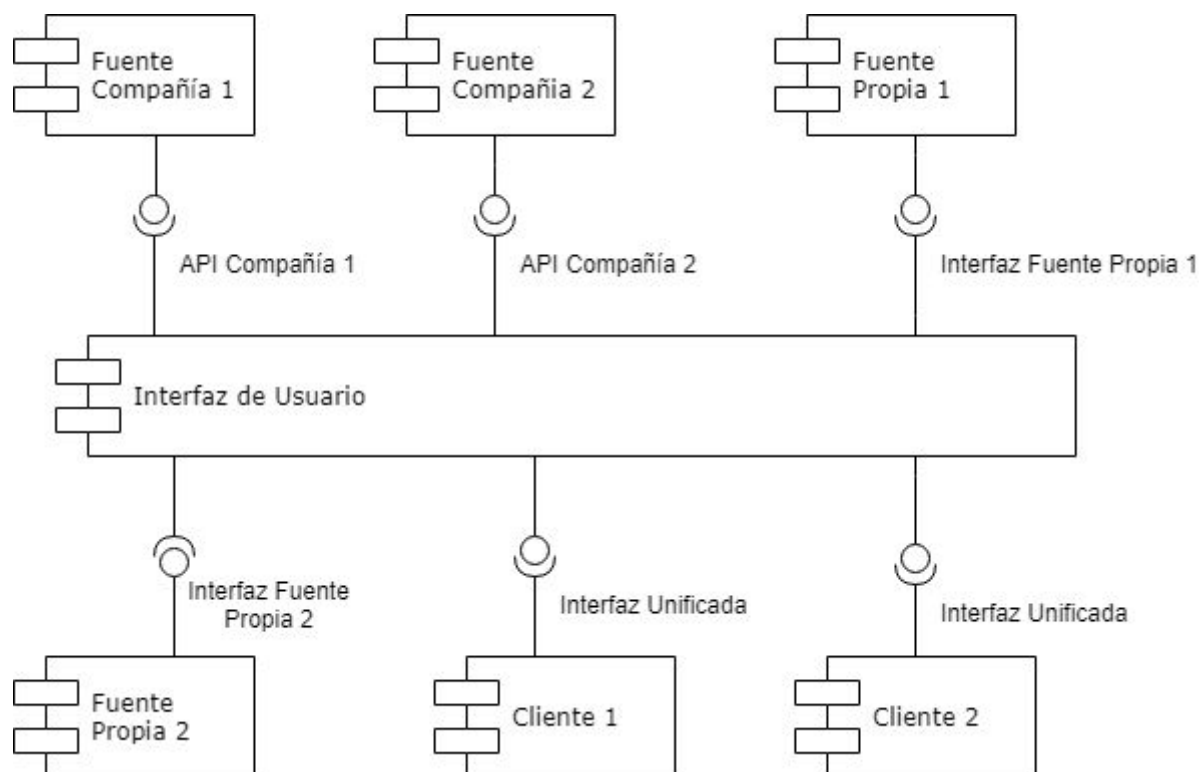 Fuente
Compañía 1
Fuente
Compañia 2
Fuente
Propia 1
API Compañía 1
API Compañía 2
Interfaz Fuente Propia 1
Interfaz de Usuario
Interfaz Fuente
Propia 2
Interfaz Unificada
Interfaz Unificada
Fuente
Propia 2
Cliente 1
Cliente 2